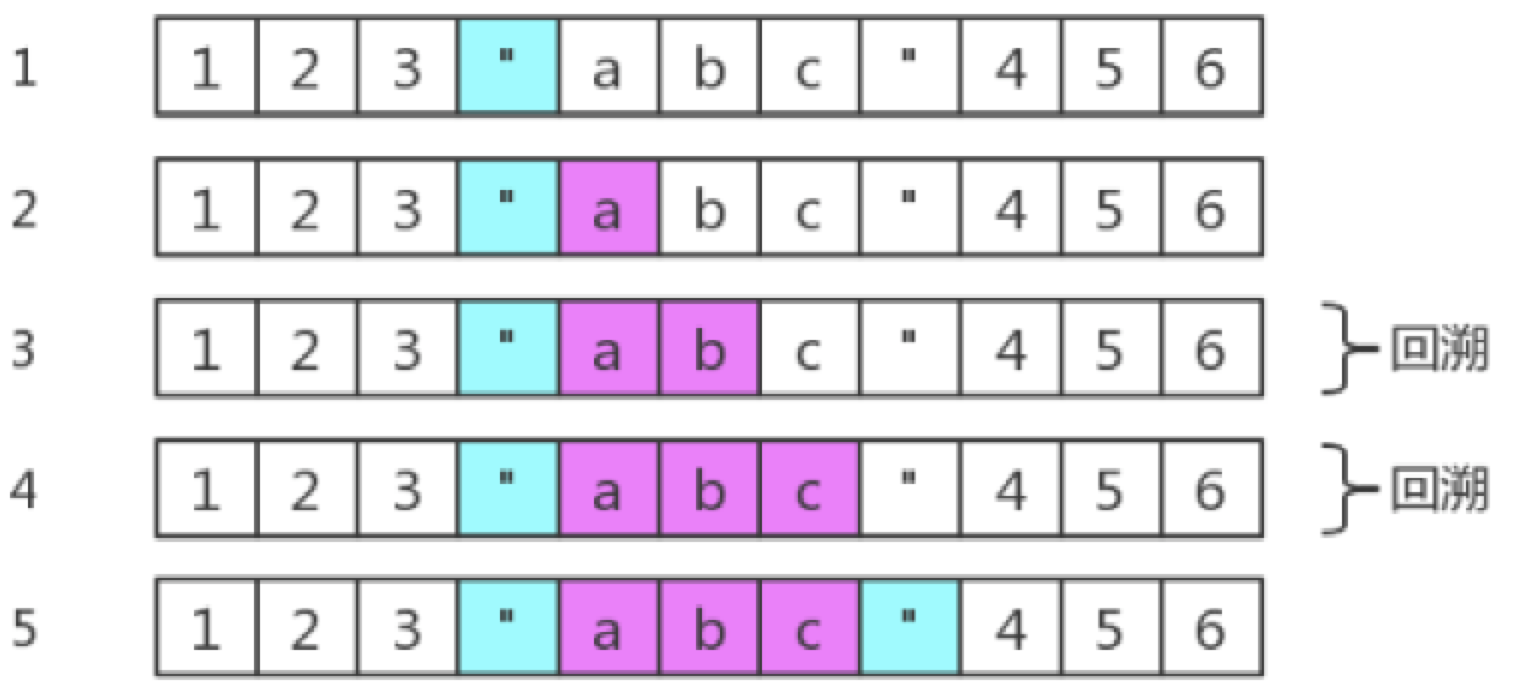 1 1 2 3 " a b c " 4 5 6
2 1 2 3 " a b c " 4 5 6
3 1 2 3 " a b c " 4 5 6 回溯
4 1 2 3 " a b c " 4 5 6 回溯
5 1 2 3 " a b c " 4 5 6